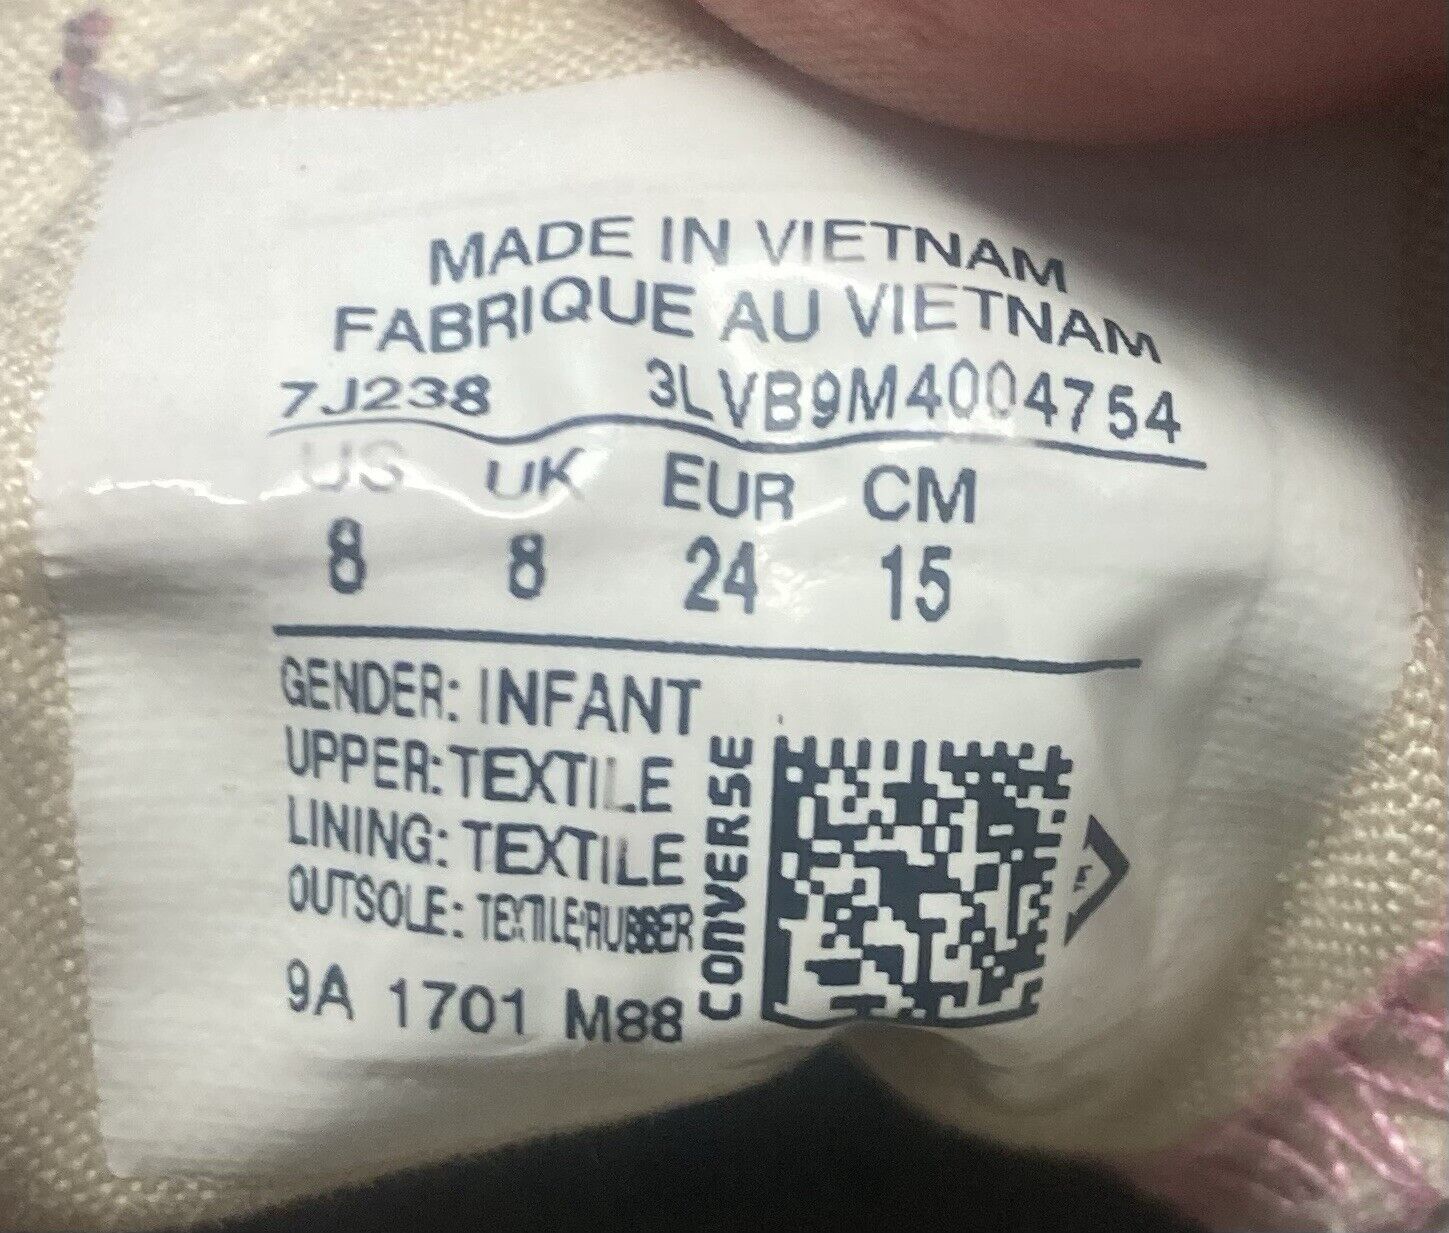 MADE IN VIETNAM
FABRIQUE AU VIETNAM
7J238 3LVB9M4004754
US UK EUR CM
8 8 24 15
GENDER: INFANT
UPPER: TEXTILE
LINING: TEXTILE
OUTSOLE: TEXTILE/RUBBER
9A 1701 M88
CONVERSE